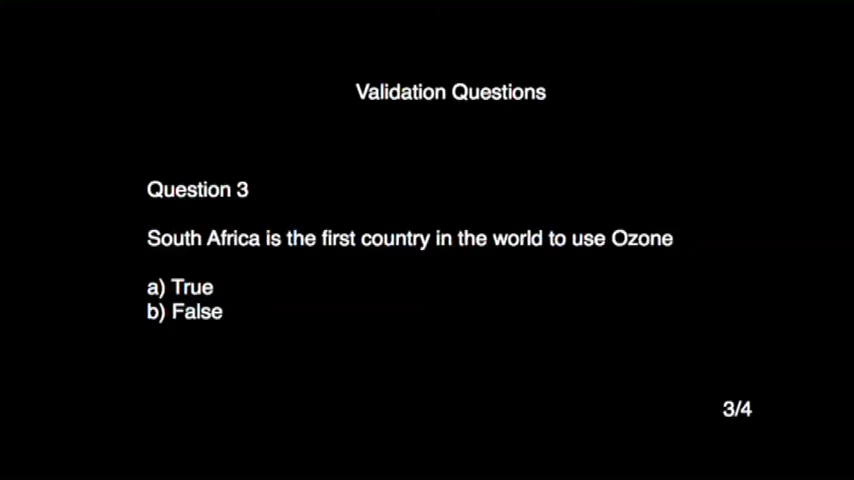 Validation Questions
Question 3
South Africa is the first country in the world to use Ozone
a) True
b) False
3/4